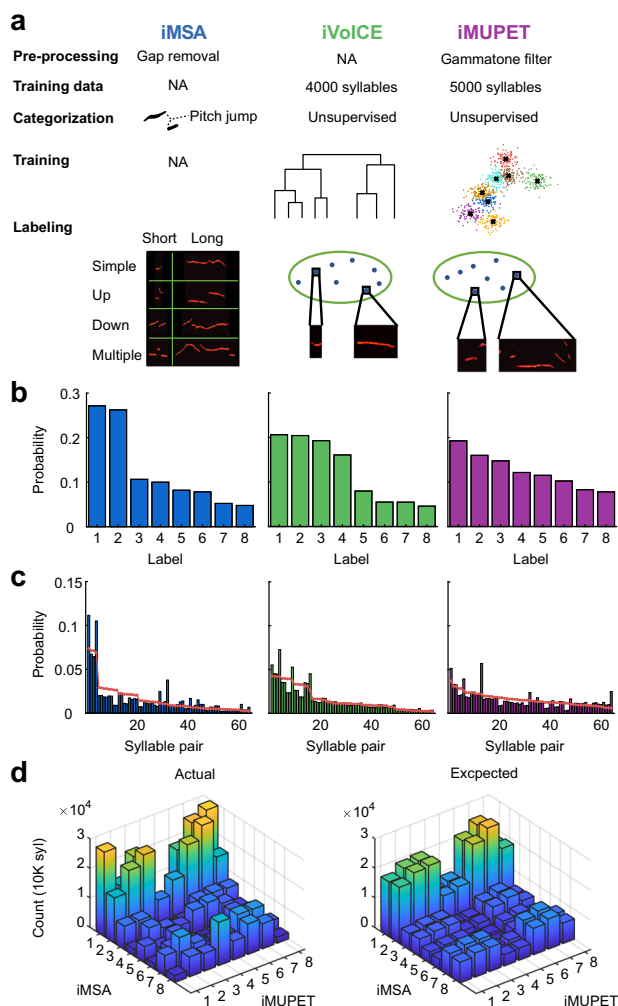 a
iMSA iVoICE iMUPET
Pre-processing Gap removal NA Gammatone filter
Training data NA 4000 syllables 5000 syllables
Categorization Pitch jump Unsupervised Unsupervised
Training NA
Labeling
Short Long
Simple
Up
Down
Multiple
b
Probability
0.3
0.2
0.1
0
1 2 3 4 5 6 7 8 1 2 3 4 5 6 7 8 1 2 3 4 5 6 7 8
Label Label Label
c
Probability
0.15
0.1
0.05
0
20 40 60 20 40 60 20 40 60
Syllable pair Syllable pair Syllable pair
d
Actual Excpected
×10⁴ ×10⁴
Count (10K syl)
3 3
2 2
1 1
0 0
1 2 3 4 5 6 7 8 1 2 3 4 5 6 7 8
1 2 3 4 5 6 7 8 1 2 3 4 5 6 7 8
iMSA iMUPET iMSA iMUPET